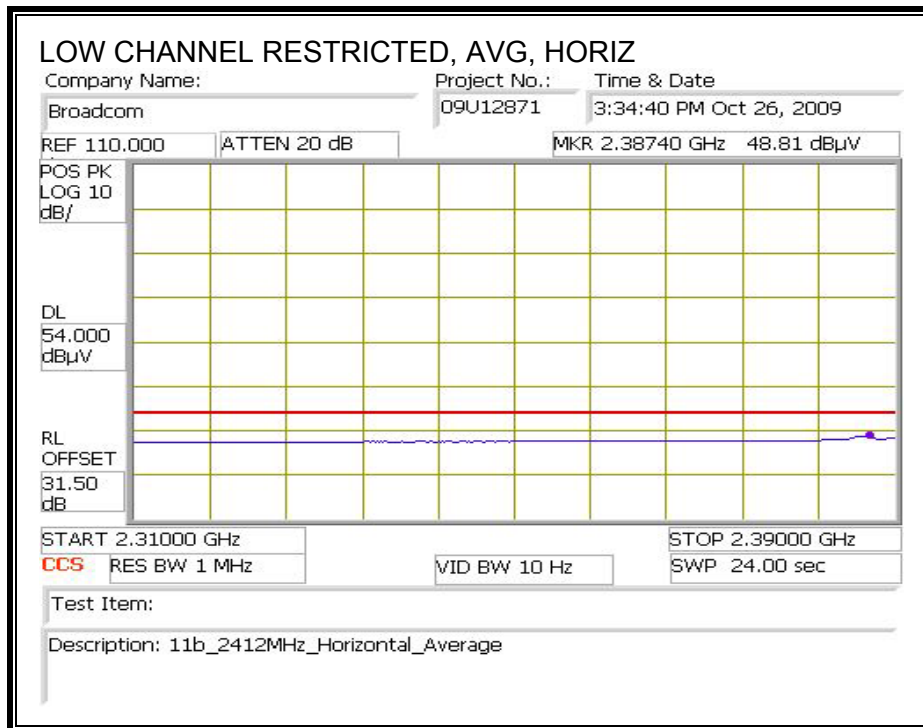 LOW CHANNEL RESTRICTED, AVG, HORIZ
Company Name: Project No.: Time & Date
Broadcom 09U12871 3:34:40 PM Oct 26, 2009
REF 110.000 ATTEN 20 dB MKR 2.38740 GHz 48.81 dBµV
POS PK
LOG 10
dB/
DL
54.000
dBµV
RL
OFFSET
31.50
dB
START 2.31000 GHz STOP 2.39000 GHz
CCS RES BW 1 MHz VID BW 10 Hz SWP 24.00 sec
Test Item:
Description: 11b_2412MHz_Horizontal_Average